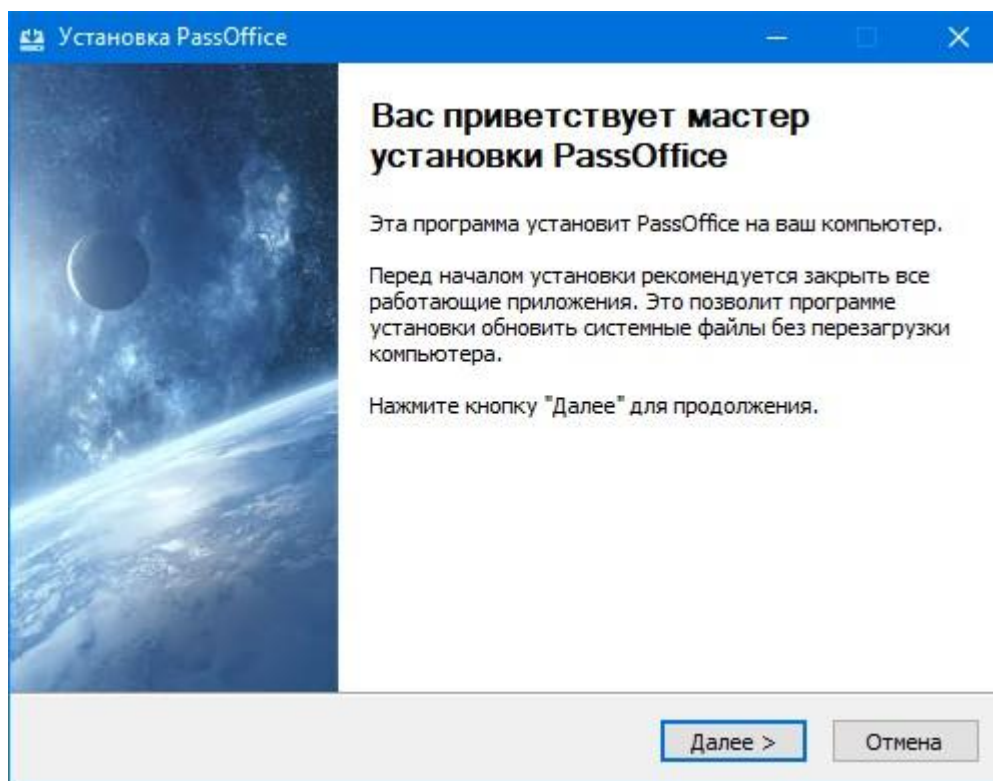 Установка PassOffice
Вас приветствует мастер
установки PassOffice
Эта программа установит PassOffice на ваш компьютер.
Перед началом установки рекомендуется закрыть все
работающие приложения. Это позволит программе
установки обновить системные файлы без перезагрузки
компьютера.
Нажмите кнопку "Далее" для продолжения.
Далее >
Отмена